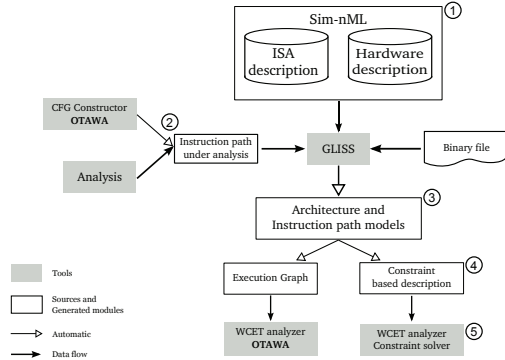 1
Sim-nML
ISA
description
Hardware
description
CFG Constructor
OTAWA
2
Instruction path
under analysis
GLISS
Binary file
Analysis
3
Architecture and
Instruction path models
4
Execution Graph
Constraint
based description
Tools
Sources and
Generated modules
5
WCET analyzer
OTAWA
WCET analyzer
Constraint solver
Automatic
Data flow